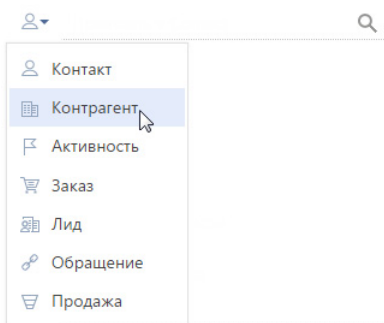 Контакт
Контрагент
Активность
Заказ
Лид
Обращение
Продажа